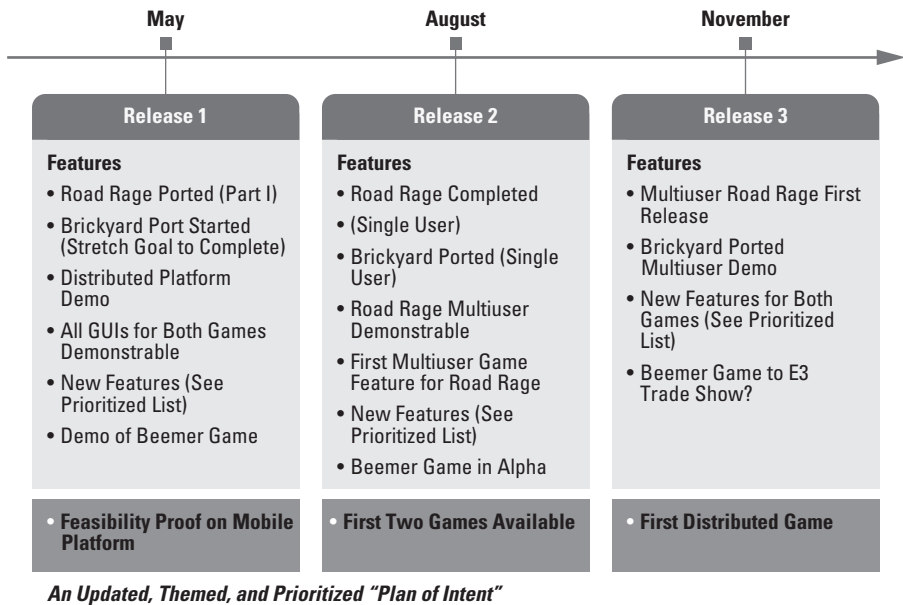 May
August
November
Release 1
Features
• Road Rage Ported (Part I)
• Brickyard Port Started
(Stretch Goal to Complete)
• Distributed Platform
Demo
• All GUIs for Both Games
Demonstrable
• New Features (See
Prioritized List)
• Demo of Beemer Game
• Feasibility Proof on Mobile
Platform
Release 2
Features
• Road Rage Completed
• (Single User)
• Brickyard Ported (Single
User)
• Road Rage Multiuser
Demonstrable
• First Multiuser Game
Feature for Road Rage
• New Features (See
Prioritized List)
• Beemer Game in Alpha
• First Two Games Available
Release 3
Features
• Multiuser Road Rage First
Release
• Brickyard Ported
Multiuser Demo
• New Features for Both
Games (See Prioritized
List)
• Beemer Game to E3
Trade Show?
• First Distributed Game
An Updated, Themed, and Prioritized “Plan of Intent”